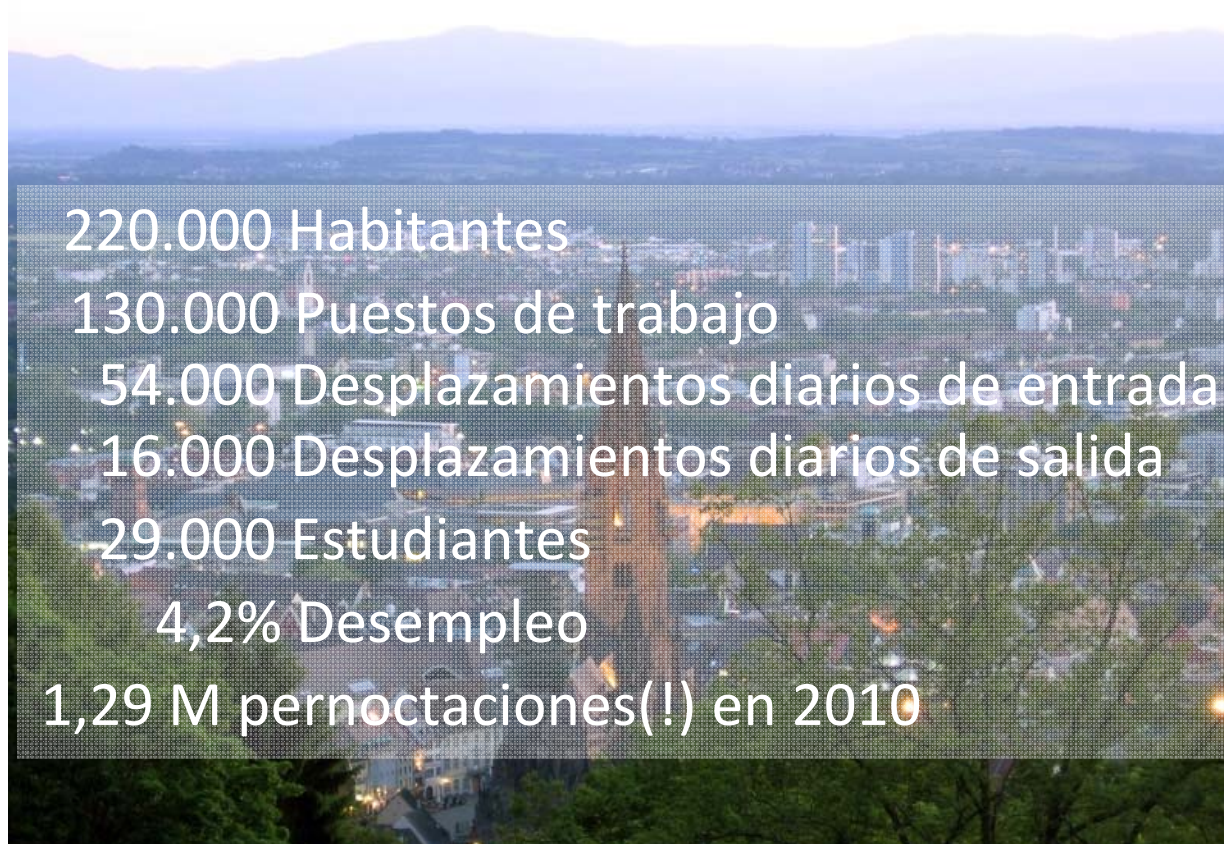 220.000 Habitantes
130.000 Puestos de trabajo
54.000 Desplazamientos diarios de entrada
16.000 Desplazamientos diarios de salida
29.000 Estudiantes
4,2% Desempleo
1,29 M pernoctaciones(!) en 2010